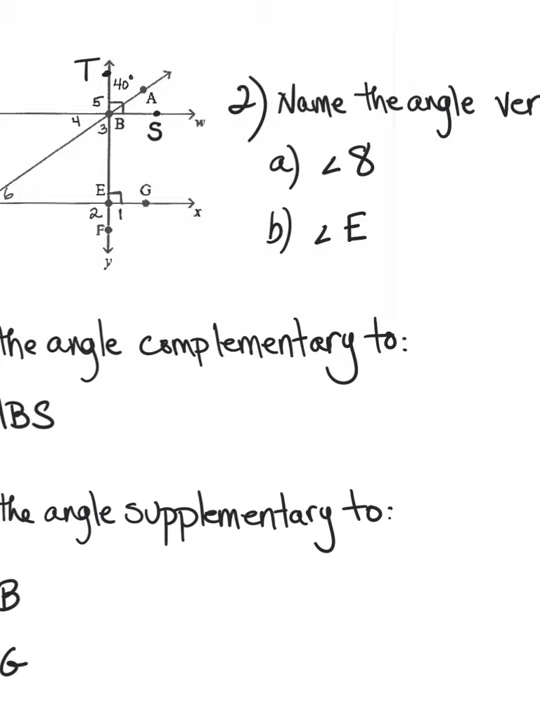 T
40°
5
A
4
B
3
S
w
6
E
G
2
1
x
F
y
2) Name the angle ver
a) ∠8
b) ∠E
the angle complementary to:
ABS
the angle supplementary to:
B
G